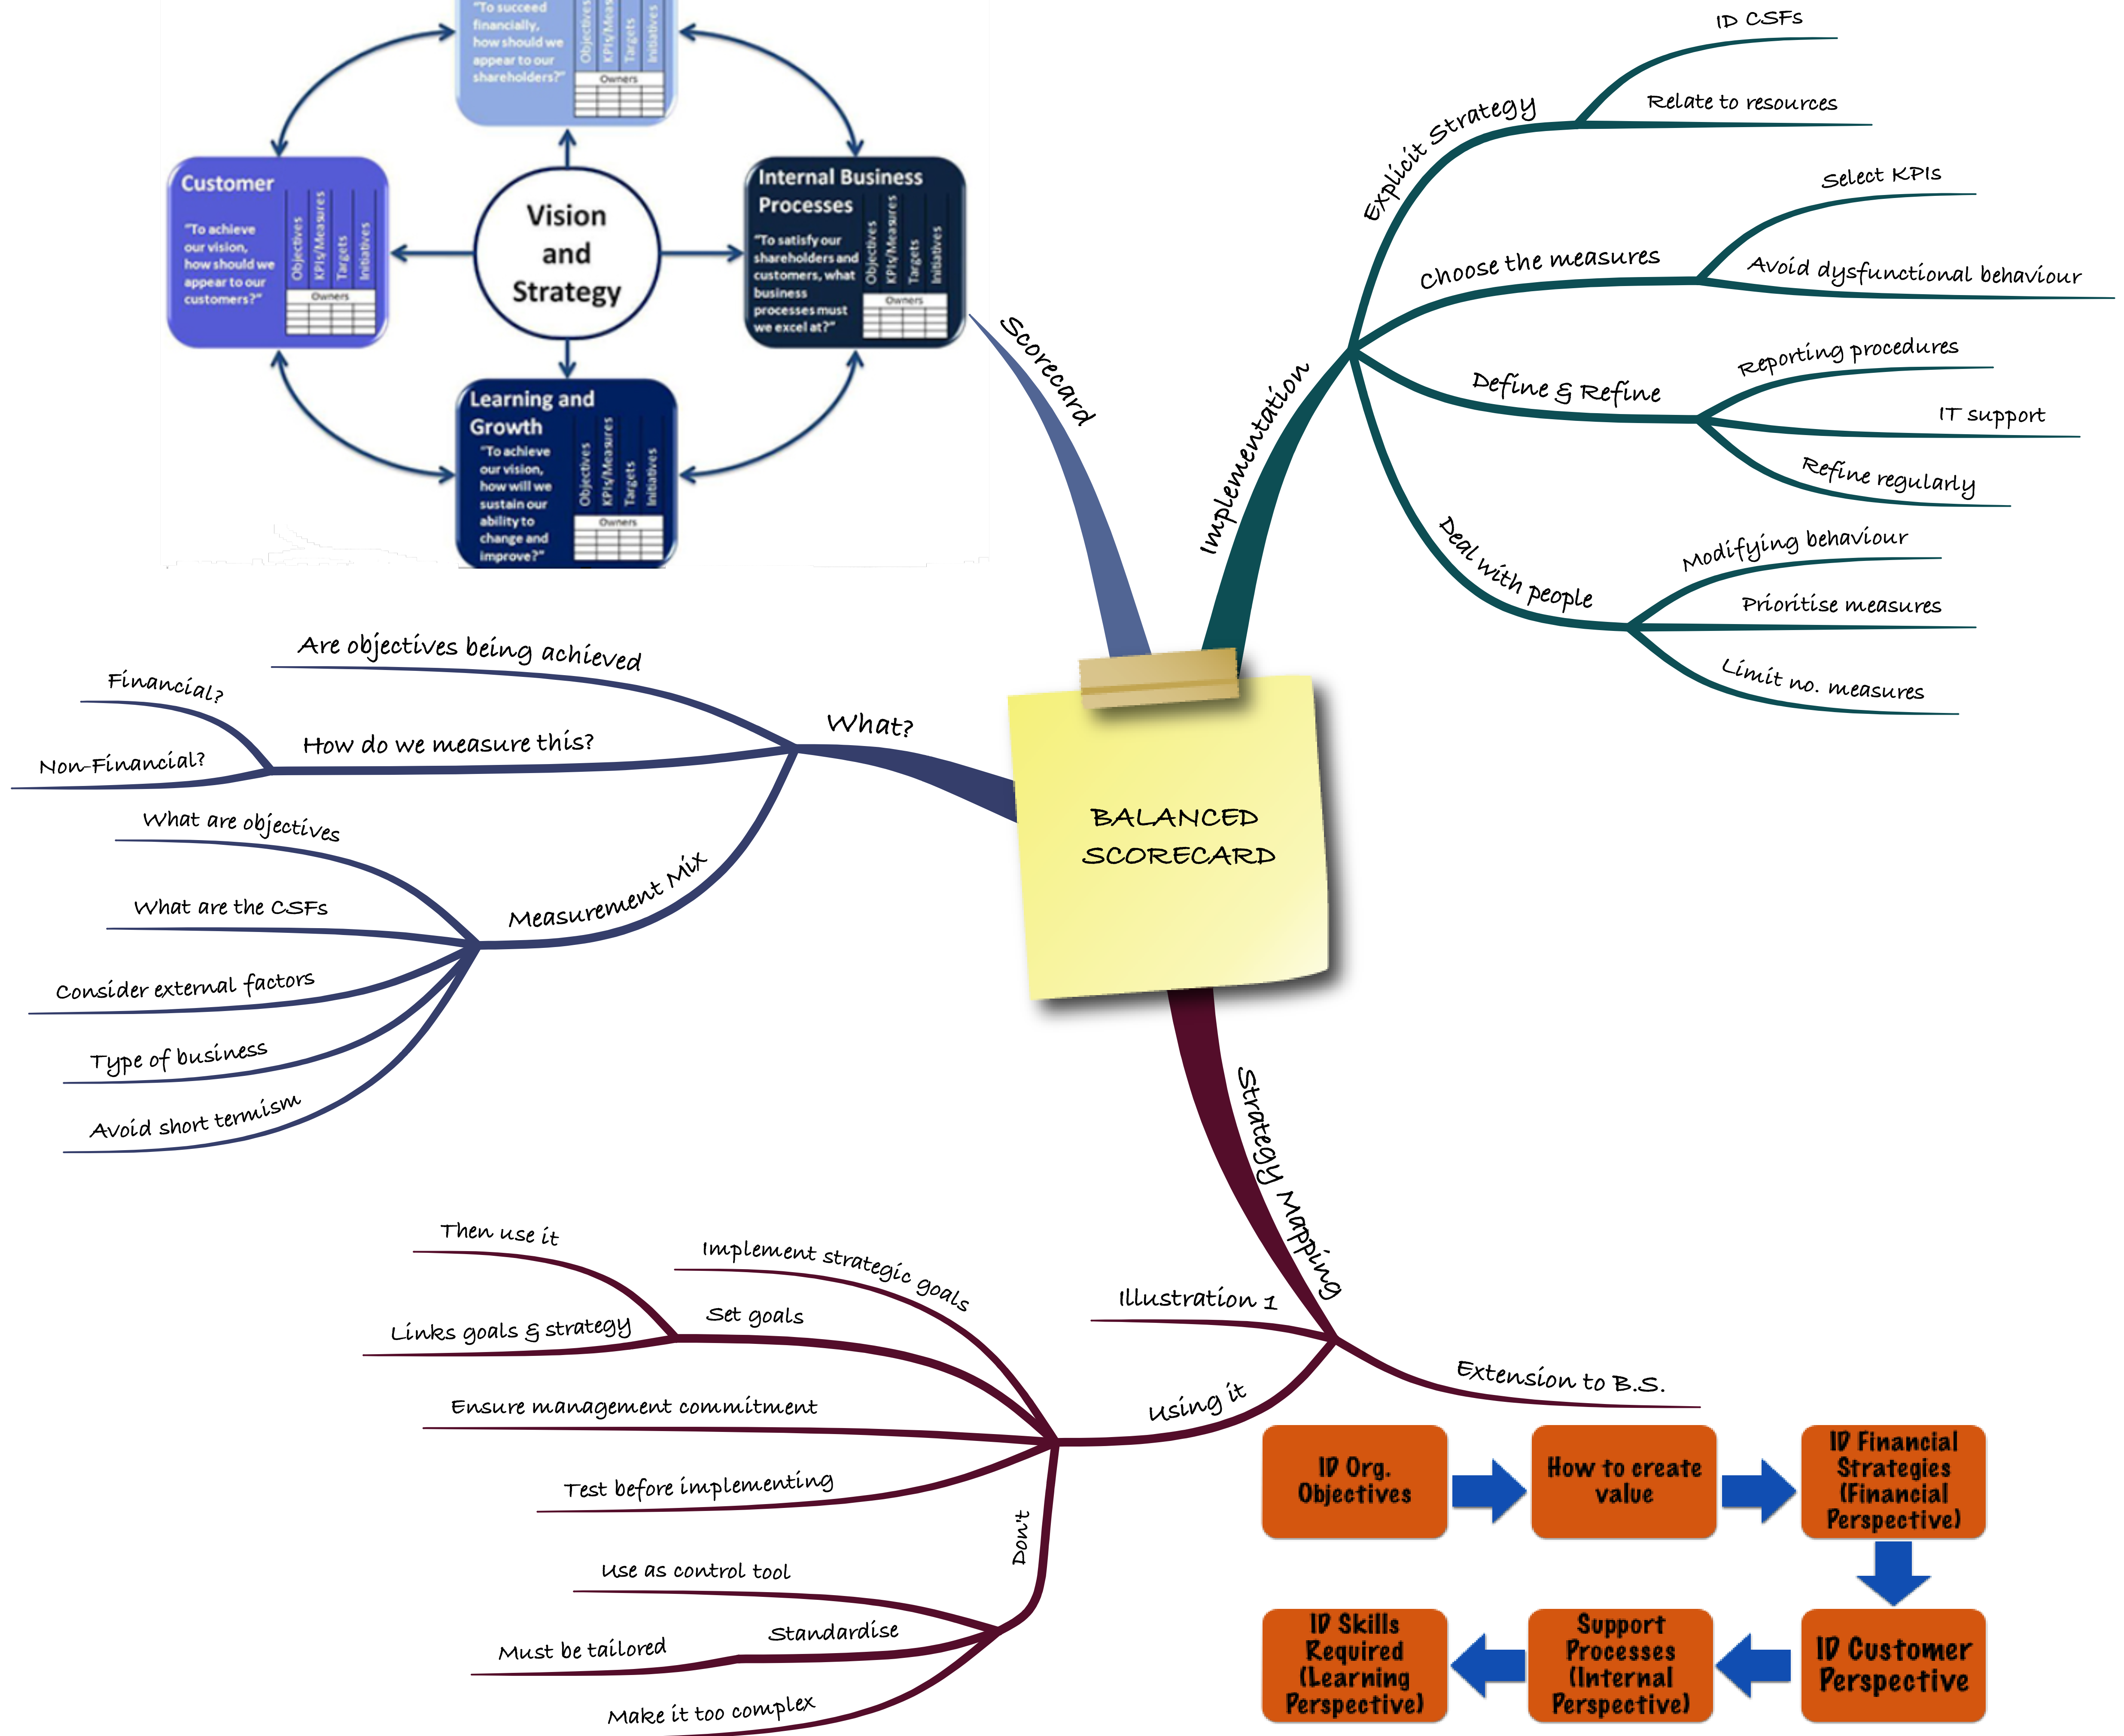 "To succeed
financially,
how should we
appear to our
shareholders?"
Objectives
KPIs/Meas
Targets
Initiatives
Owners
Customer
"To achieve
our vision,
how should we
appear to our
customers?"
Objectives
KPIs/Measures
Targets
Initiatives
Owners
Vision
and
Strategy
Internal Business
Processes
"To satisfy our
shareholders and
customers, what
business
processes must
we excel at?"
Objectives
KPIs/Measures
Targets
Initiatives
Owners
Learning and
Growth
"To achieve
our vision,
how will we
sustain our
ability to
change and
improve?"
Objectives
KPIs/Measures
Targets
Initiatives
Owners
Scorecard
Implementation
Explicit Strategy
ID CSFs
Relate to resources
Choose the measures
Select KPIs
Avoid dysfunctional behaviour
Define & Refine
Reporting procedures
IT support
Refine regularly
Deal with people
Modifying behaviour
Prioritise measures
Limit no. measures
BALANCED
SCORECARD
What?
Are objectives being achieved
How do we measure this?
Financial?
Non-Financial?
Measurement Mix
What are objectives
What are the CSFs
Consider external factors
Type of business
Avoid short termism
Strategy Mapping
Illustration 1
Extension to B.S.
Using it
Implement strategic goals
Set goals
Then use it
Links goals & strategy
Ensure management commitment
Test before implementing
Don't
Use as control tool
Standardise
Must be tailored
Make it too complex
ID Org.
Objectives
How to create
value
ID Financial
Strategies
(Financial
Perspective)
ID Customer
Perspective
Support
Processes
(Internal
Perspective)
ID Skills
Required
(Learning
Perspective)